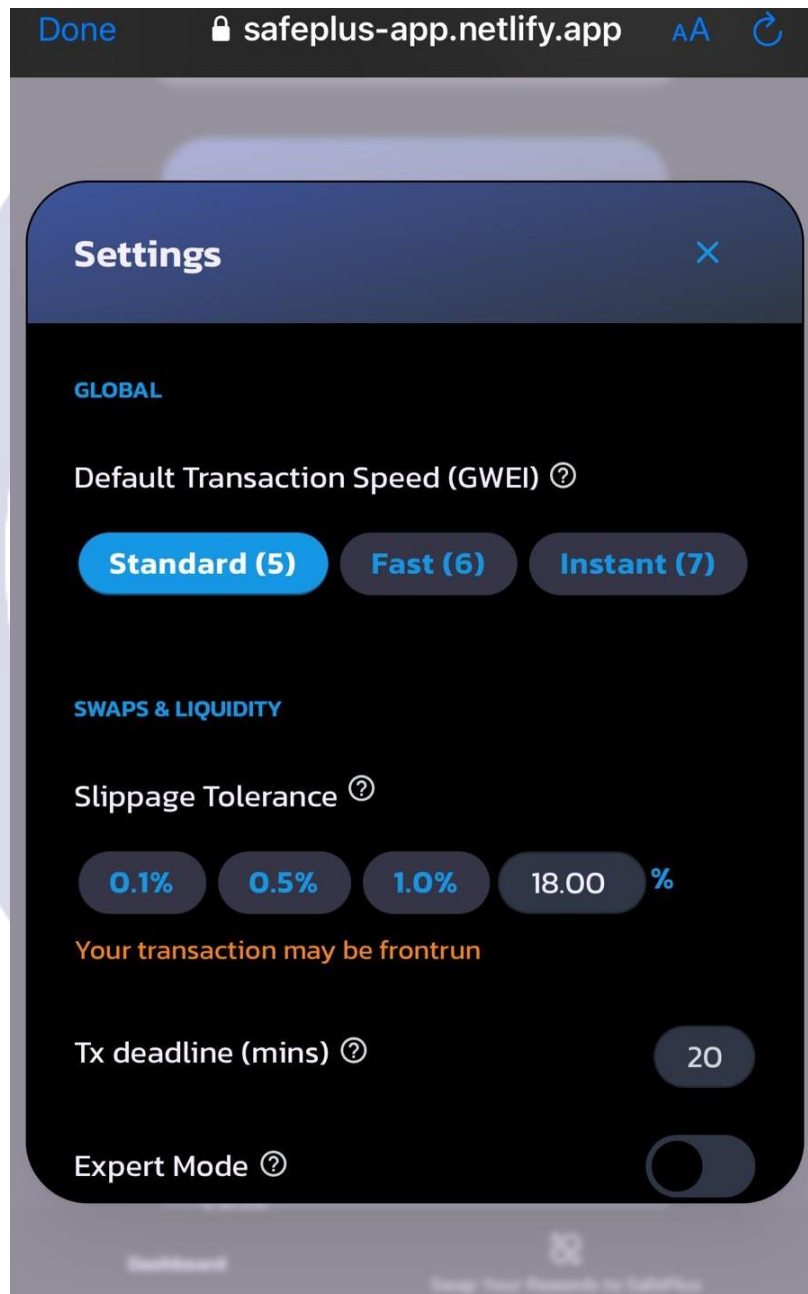 Done safeplus-app.netlify.app AA
Settings
GLOBAL
Default Transaction Speed (GWEI)
Standard (5) Fast (6) Instant (7)
SWAPS & LIQUIDITY
Slippage Tolerance
0.1% 0.5% 1.0% 18.00 %
Your transaction may be frontrun
Tx deadline (mins) 20
Expert Mode
Dashboard
Swap Your Rewards to SafePlus